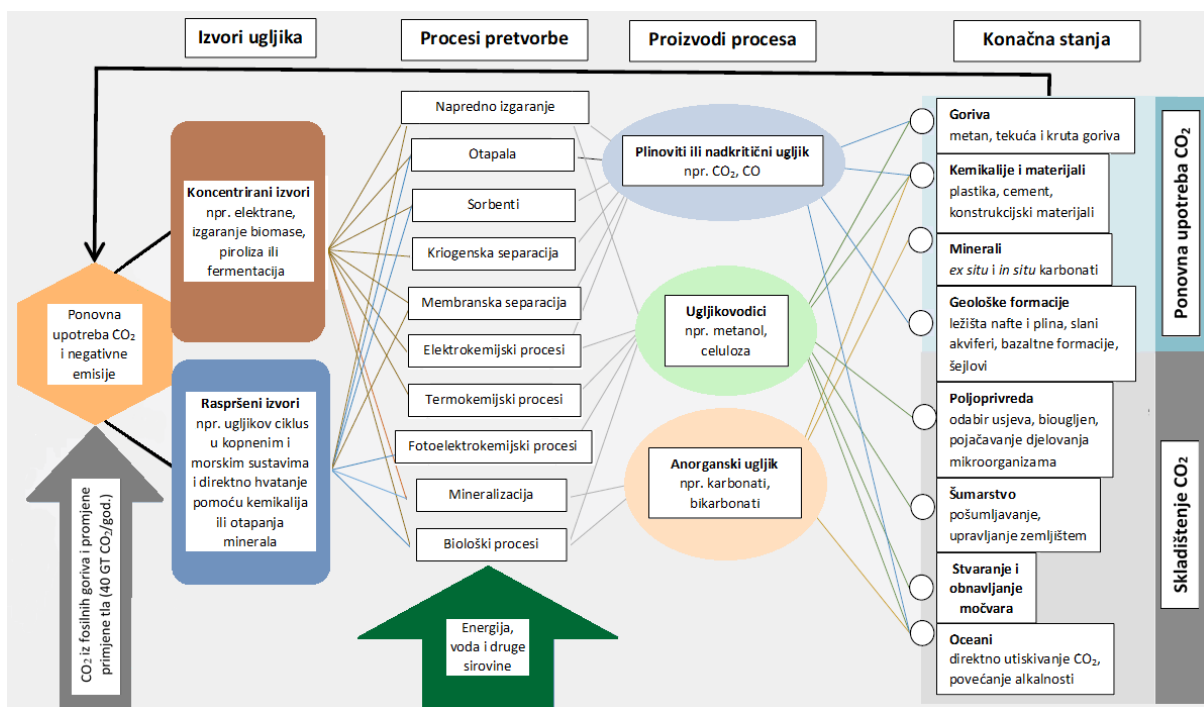 Izvori ugljika
Procesi pretvorbe
Proizvodi procesa
Konačna stanja
Ponovna
upotreba CO₂
i negativne
emisije
CO₂ iz fosilnih goriva i promjene
primjene tla (40 GT CO₂/god.)
Koncentrirani izvori
npr. elektrane,
izgaranje biomase,
piroliza ili
fermentacija
Raspršeni izvori
npr. ugljikov ciklus
u kopnenim i
morskim sustavima
i direktno hvatanje
pomoću kemikalija
ili otapanja
minerala
Napredno izgaranje
Otapala
Sorbenti
Kriogenska separacija
Membranska separacija
Elektrokemijski procesi
Termokemijski procesi
Fotoelektrokemijski procesi
Mineralizacija
Biološki procesi
Energija,
voda i druge
sirovine
Plinoviti ili nadkritični ugljik
npr. CO₂, CO
Ugljikovodici
npr. metanol,
celuloza
Anorganski ugljik
npr. karbonati,
bikarbonati
Goriva
metan, tekuća i kruta goriva
Kemikalije i materijali
plastika, cement,
konstrukcijski materijali
Minerali
ex situ i in situ karbonati
Geološke formacije
ležišta nafte i plina, slani
akviferi, bazaltne formacije,
šejlovi
Poljoprivreda
odabir usjeva, biougljen,
pojačavanje djelovanja
mikroorganizama
Šumarstvo
pošumljavanje,
upravljanje zemljištem
Stvaranje i
obnavljanje
močvara
Oceani
direktno utiskivanje CO₂,
povećanje alkalnosti
Ponovna upotreba CO₂
Skladištenje CO₂